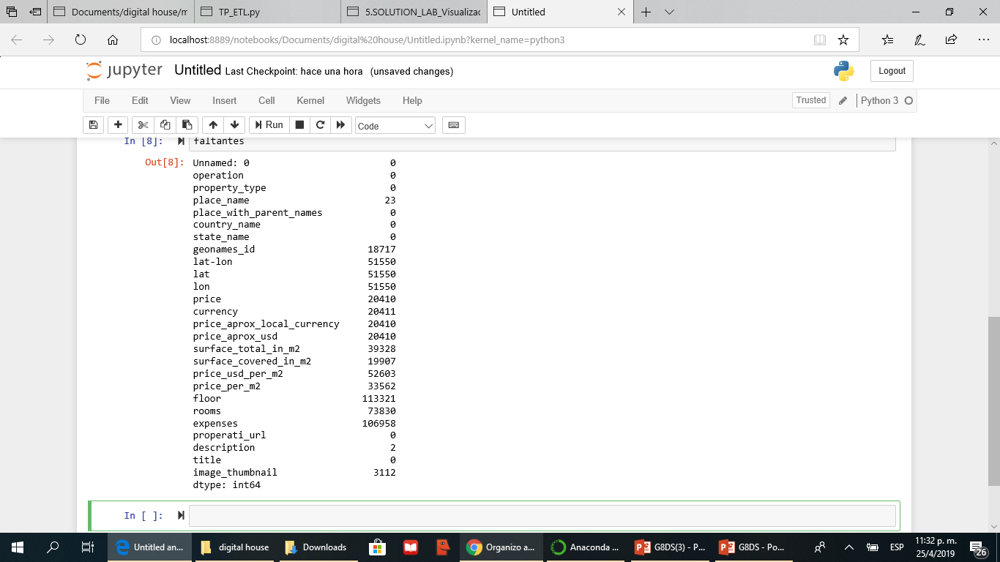 Documents/digital house/m
TP_ETL.py
5.SOLUTION_LAB_Visualizac
Untitled
localhost:8889/notebooks/Documents/digital%20house/Untitled.ipynb?kernel_name=python3
jupyter Untitled Last Checkpoint: hace una hora (unsaved changes)
Logout
File Edit View Insert Cell Kernel Widgets Help
Trusted
Python 3
Run
Code
In [8]: faltantes
Out[8]: Unnamed: 0 0
operation 0
property_type 0
place_name 23
place_with_parent_names 0
country_name 0
state_name 0
geonames_id 18717
lat-lon 51550
lat 51550
lon 51550
price 20410
currency 20411
price_aprox_local_currency 20410
price_aprox_usd 20410
surface_total_in_m2 39328
surface_covered_in_m2 19907
price_usd_per_m2 52603
price_per_m2 33562
floor 113321
rooms 73830
expenses 106958
properati_url 0
description 2
title 0
image_thumbnail 3112
dtype: int64
In [ ]:
Untitled an...
digital house
Downloads
Organizo a...
Anaconda ...
G8DS(3) - P...
G8DS - Po...
ESP
11:32 p. m.
25/4/2019
26